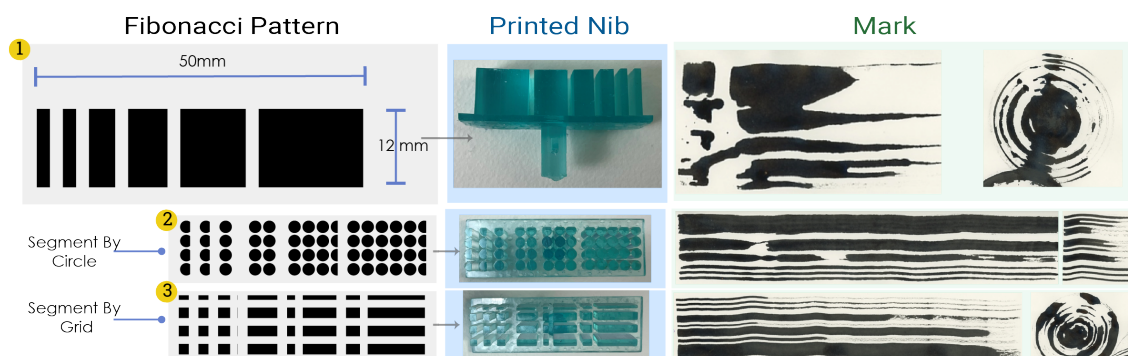 Fibonacci Pattern
Printed Nib
Mark
1
50mm
12 mm
2
Segment By
Circle
3
Segment By
Grid